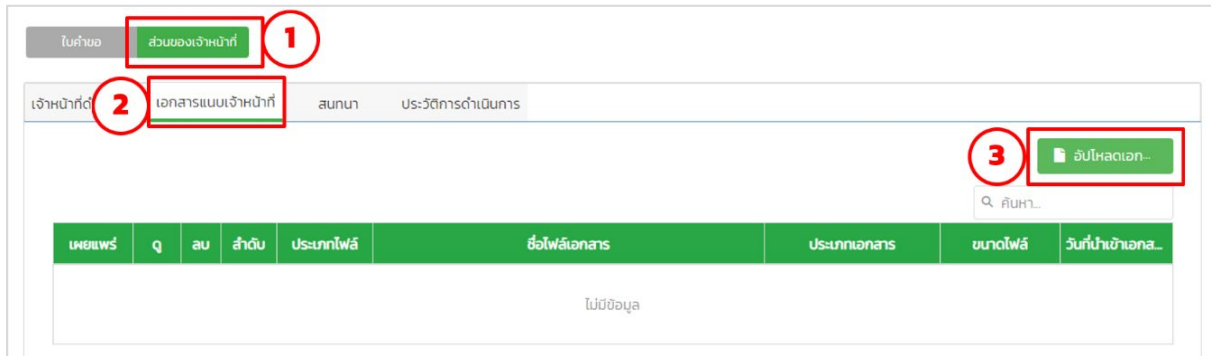 ใบคำขอ ส่วนของเจ้าหน้าที่ 1
เจ้าหน้าที่ 2 เอกสารแนบเจ้าหน้าที่ สนทนา ประวัติการดำเนินการ
3 อัปโหลดเอก...
ค้นหา...
เผยแพร่ ดู ลบ ลำดับ ประเภทไฟล์ ชื่อไฟล์เอกสาร ประเภทเอกสาร ขนาดไฟล์ วันที่นำเข้าเอกส...
ไม่มีข้อมูล